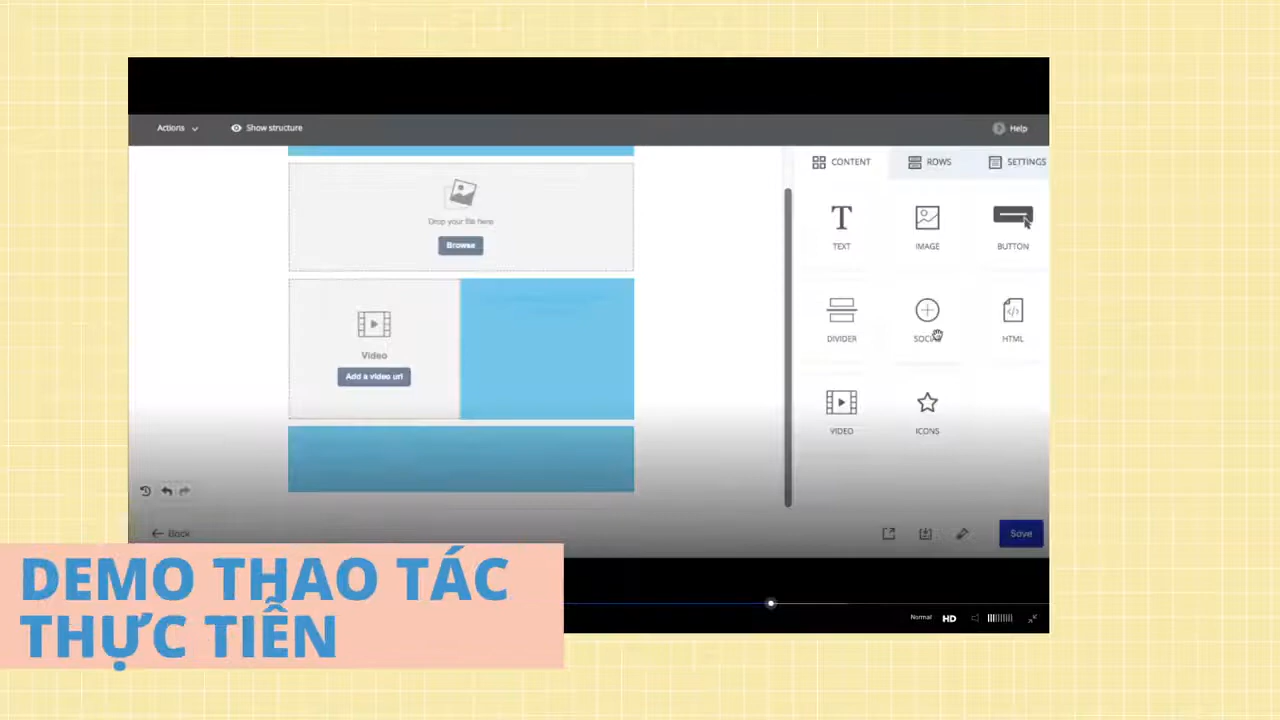 Actions
Show structure
Help
CONTENT
ROWS
SETTINGS
Drop your file here
Browse
TEXT
IMAGE
BUTTON
Video
Add a video url
DIVIDER
HTML
VIDEO
ICONS
Back
Save
DEMO THAO TÁC
THỰC TIỄN
Normal
HD